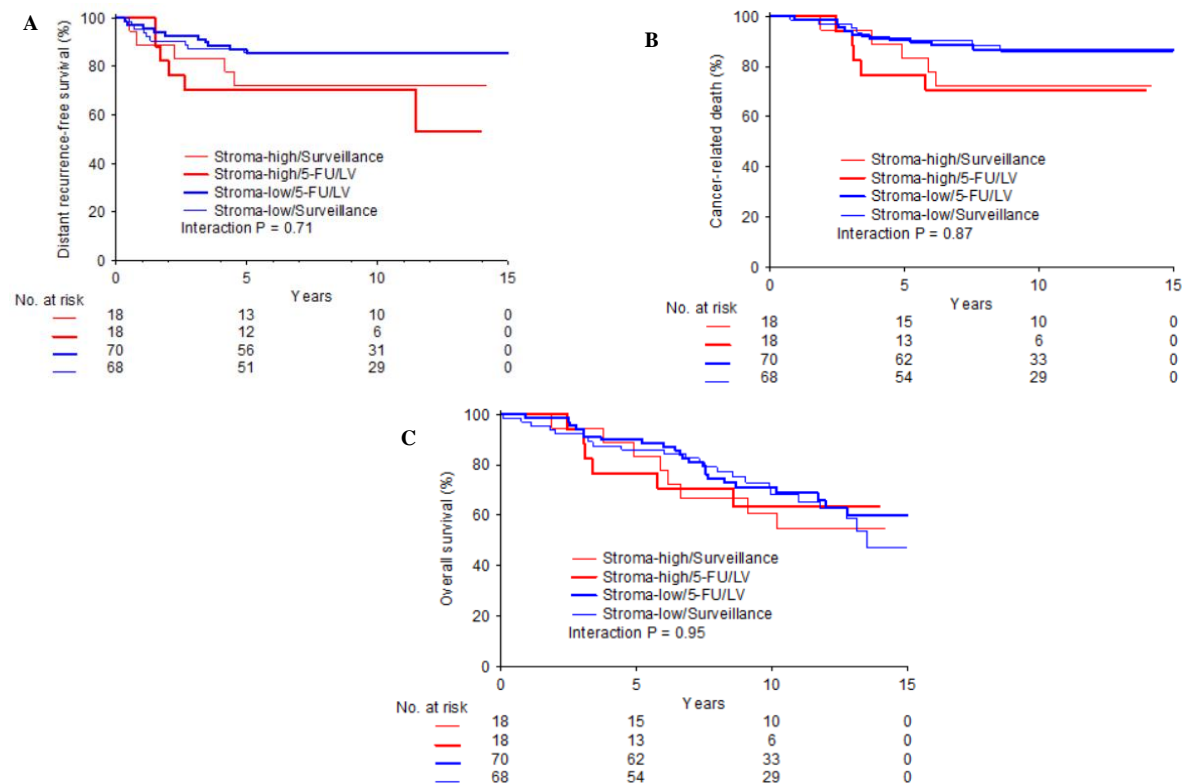 A
Distant recurrence-free survival (%)
100
80
60
40
20
0
Stroma-high/Surveillance
Stroma-high/5-FU/LV
Stroma-low/5-FU/LV
Stroma-low/Surveillance
Interaction P = 0.71
0 5 10 15
Years
No. at risk
18 13 10 0
18 12 6 0
70 56 31 0
68 51 29 0
B
Cancer-related death (%)
100
80
60
40
20
0
Stroma-high/Surveillance
Stroma-high/5-FU/LV
Stroma-low/5-FU/LV
Stroma-low/Surveillance
Interaction P = 0.87
0 5 10 15
Years
No. at risk
18 15 10 0
18 13 6 0
70 62 33 0
68 54 29 0
C
Overall survival (%)
100
80
60
40
20
0
Stroma-high/Surveillance
Stroma-high/5-FU/LV
Stroma-low/5-FU/LV
Stroma-low/Surveillance
Interaction P = 0.95
0 5 10 15
Years
No. at risk
18 15 10 0
18 13 6 0
70 62 33 0
68 54 29 0